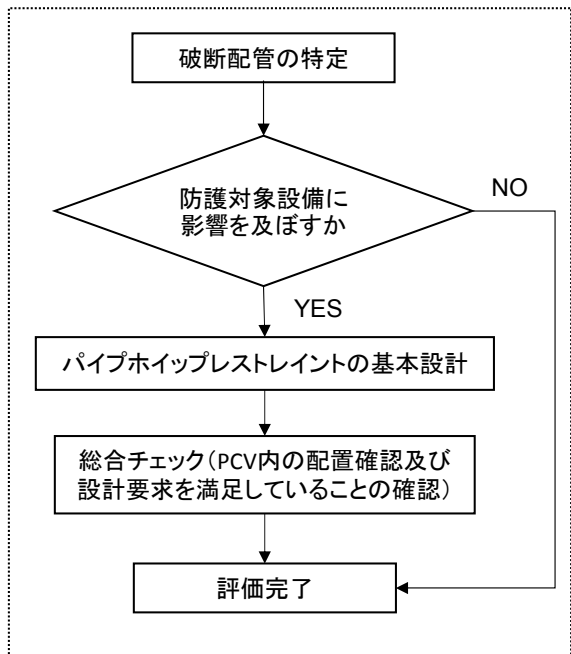 破断配管の特定
防護対象設備に
影響を及ぼすか
NO
YES
パイプホイップレストレイントの基本設計
総合チェック（PCV内の配置確認及び
設計要求を満足していることの確認）
評価完了